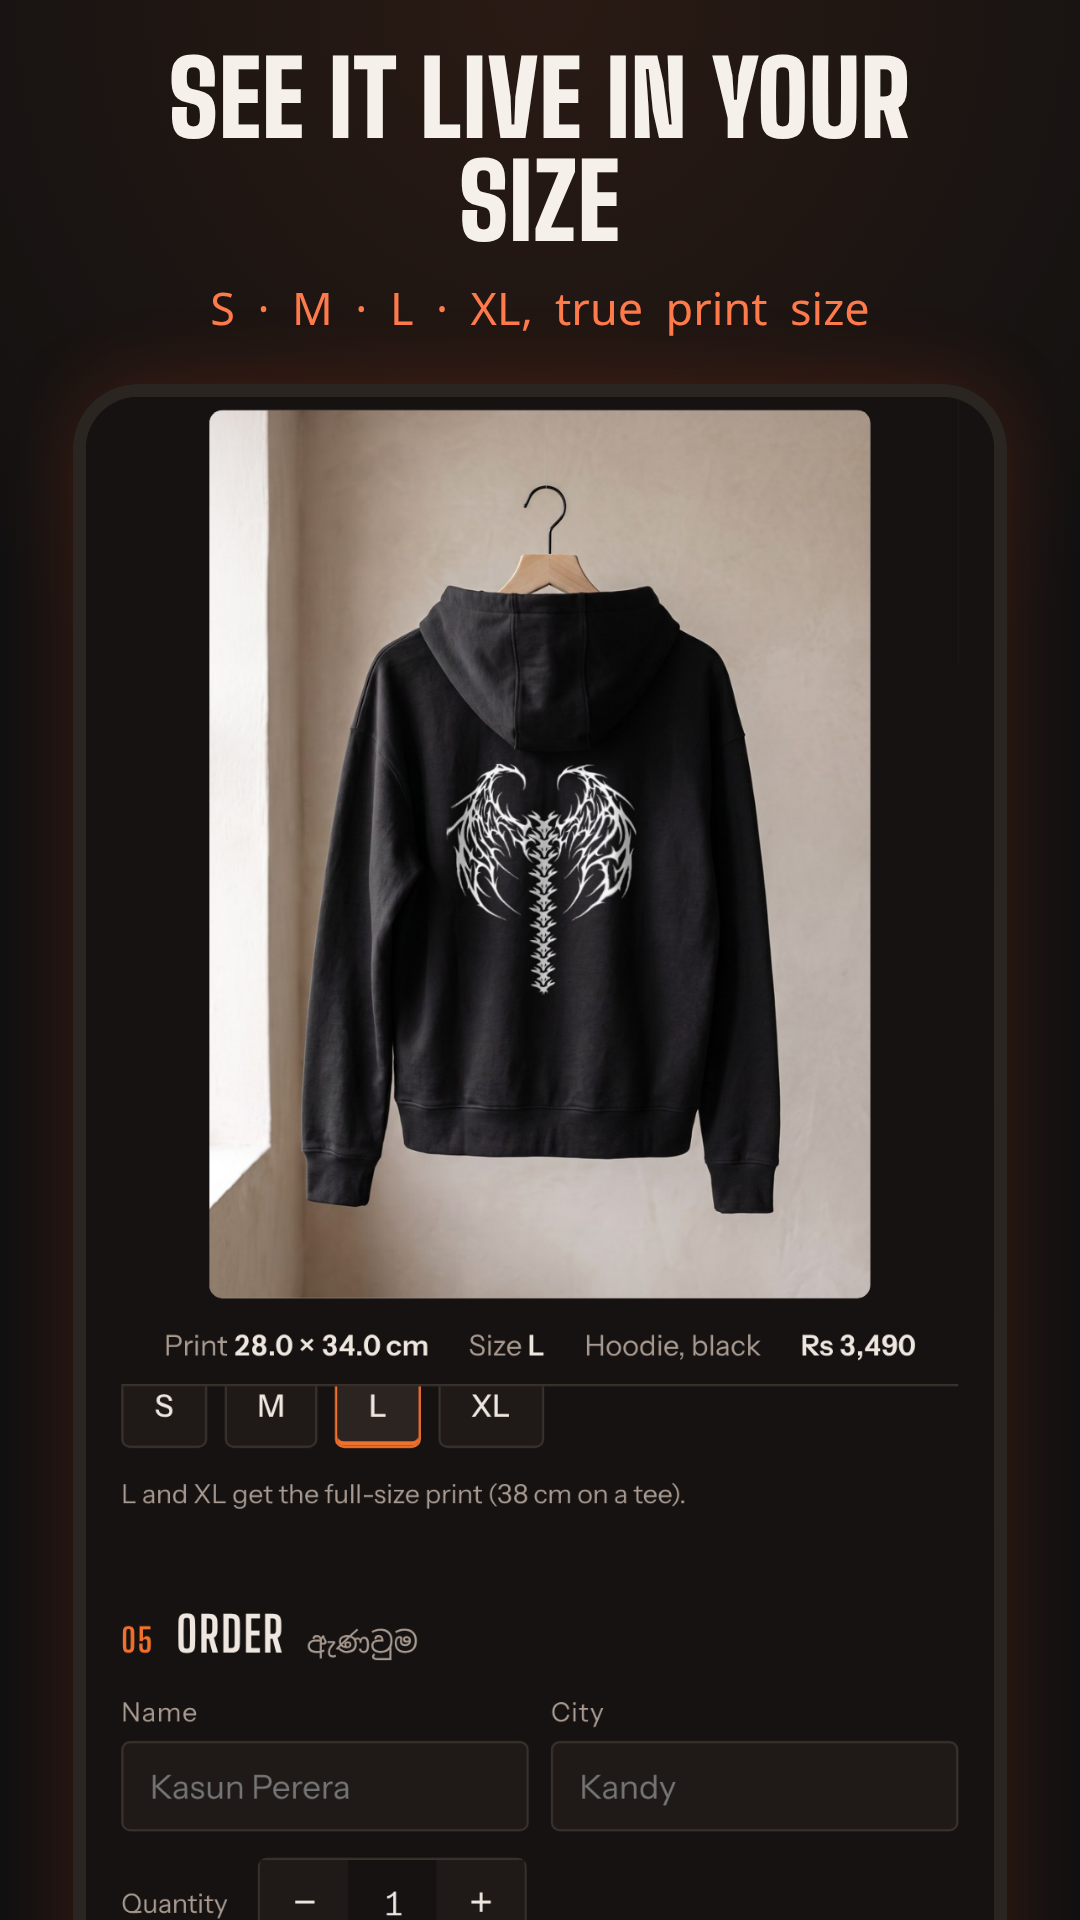 SEE IT LIVE IN YOUR
SIZE
S · M · L · XL, true print size
Print 28.0 × 34.0 cm Size L Hoodie, black Rs 3,490
S M L XL
L and XL get the full-size print (38 cm on a tee).
05 ORDER ඇණවුම
Name City
Kasun Perera Kandy
Quantity − 1 +